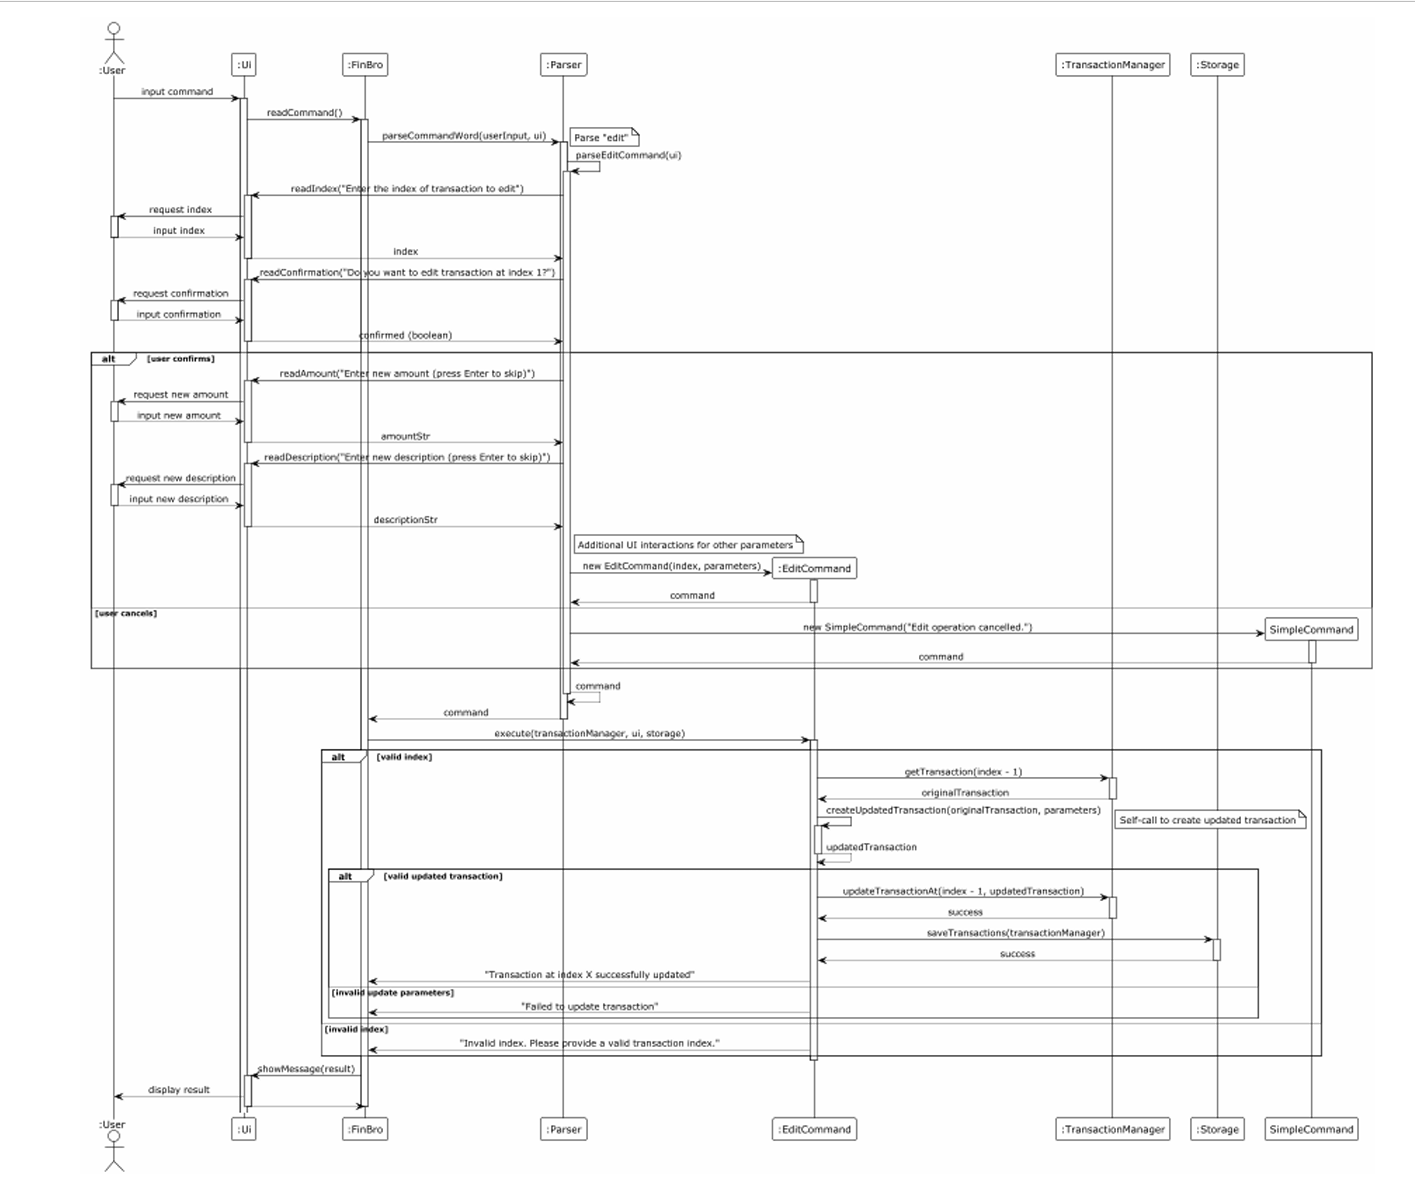 :User
:Ui
:FinBro
:Parser
:TransactionManager
:Storage
input command
readCommand()
parseCommandWord(userInput, ui)
Parse "edit"
parseEditCommand(ui)
readIndex("Enter the index of transaction to edit")
request index
input index
index
readConfirmation("Do you want to edit transaction at index 1?")
request confirmation
input confirmation
confirmed (boolean)
alt
[user confirms]
readAmount("Enter new amount (press Enter to skip)")
request new amount
input new amount
amountStr
readDescription("Enter new description (press Enter to skip)")
request new description
input new description
descriptionStr
Additional UI interactions for other parameters
new EditCommand(index, parameters)
:EditCommand
command
[user cancels]
new SimpleCommand("Edit operation cancelled.")
SimpleCommand
command
command
command
execute(transactionManager, ui, storage)
alt
[valid index]
getTransaction(index - 1)
originalTransaction
createUpdatedTransaction(originalTransaction, parameters)
Self-call to create updated transaction
updatedTransaction
alt
[valid updated transaction]
updateTransactionAt(index - 1, updatedTransaction)
success
saveTransactions(transactionManager)
success
"Transaction at index X successfully updated"
[invalid update parameters]
"Failed to update transaction"
[invalid index]
"Invalid index. Please provide a valid transaction index."
showMessage(result)
display result
:User
:Ui
:FinBro
:Parser
:EditCommand
:TransactionManager
:Storage
SimpleCommand